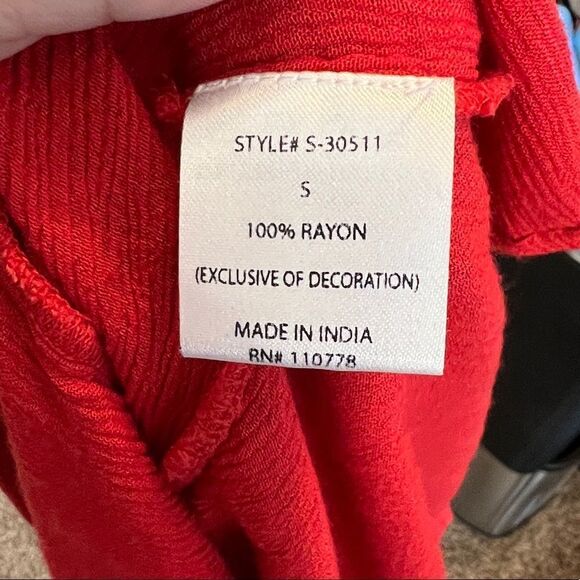 STYLE# S-30511
S
100% RAYON
(EXCLUSIVE OF DECORATION)
MADE IN INDIA
RN# 110778